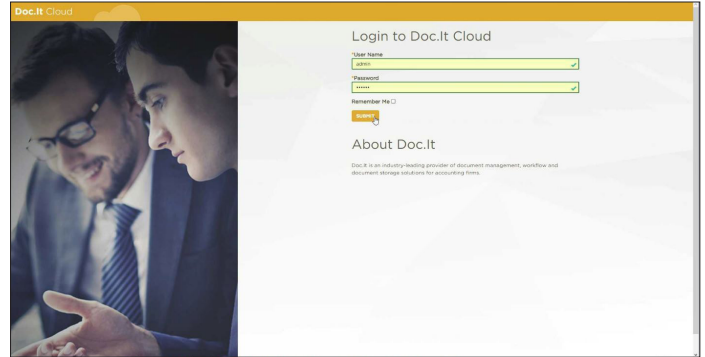 Doc.It Cloud
Login to Doc.It Cloud
*User Name
admin
*Password
••••••
Remember Me
SUBMIT
About Doc.It
Doc.It is an industry-leading provider of document management, workflow and
document storage solutions for accounting firms.